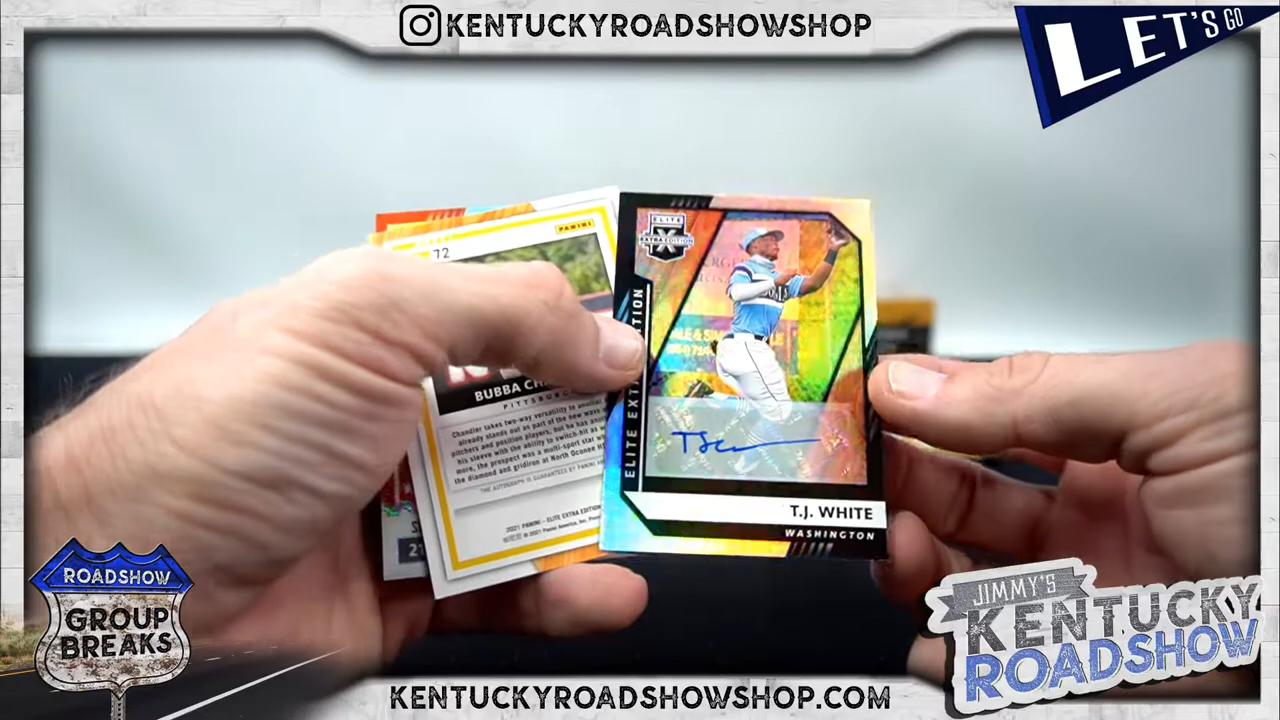 KENTUCKYROADSHOWSHOP
LET'S GO
72
PANINI
BUBBA
PITTSBURG
Chandler takes two-way versatility to another
already stands out as part of the new wave
pitchers and position players, but he has
his sleeve with the ability to switch-hit as
more, the prospect was a multi-sport star
the diamond and gridiron at North Oconee
THE AUTOGRAPH IS GUARANTEED BY PANINI
2021 PANINI - ELITE EXTRA EDITION
© 2021 Panini America, Inc.
ELITE
X
EXTRA EDITION
ELITE EXT
T.J. WHITE
WASHINGTON
ROADSHOW
GROUP
BREAKS
JIMMY'S
KENTUCKY
ROADSHOW
KENTUCKYROADSHOWSHOP.COM